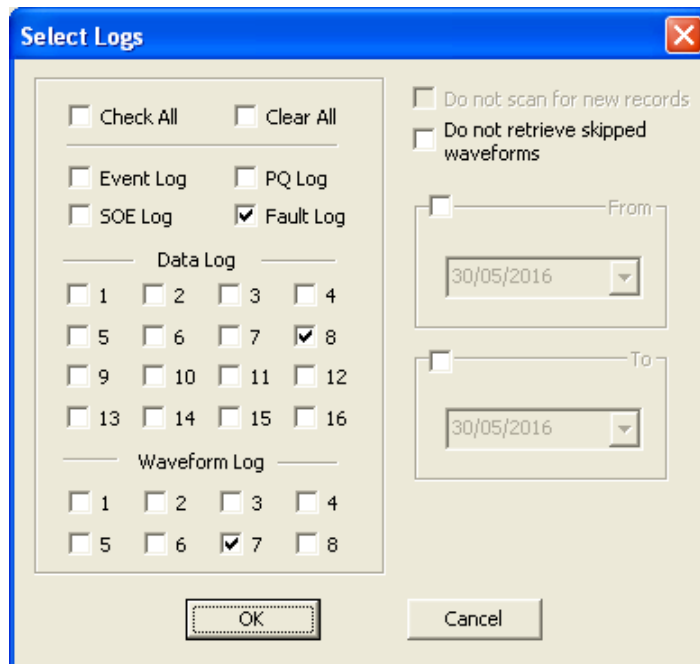 Select Logs
Check All Clear All
Event Log PQ Log
SOE Log Fault Log
Data Log
1 2 3 4
5 6 7 8
9 10 11 12
13 14 15 16
Waveform Log
1 2 3 4
5 6 7 8
Do not scan for new records
Do not retrieve skipped
waveforms
From
30/05/2016
To
30/05/2016
OK Cancel